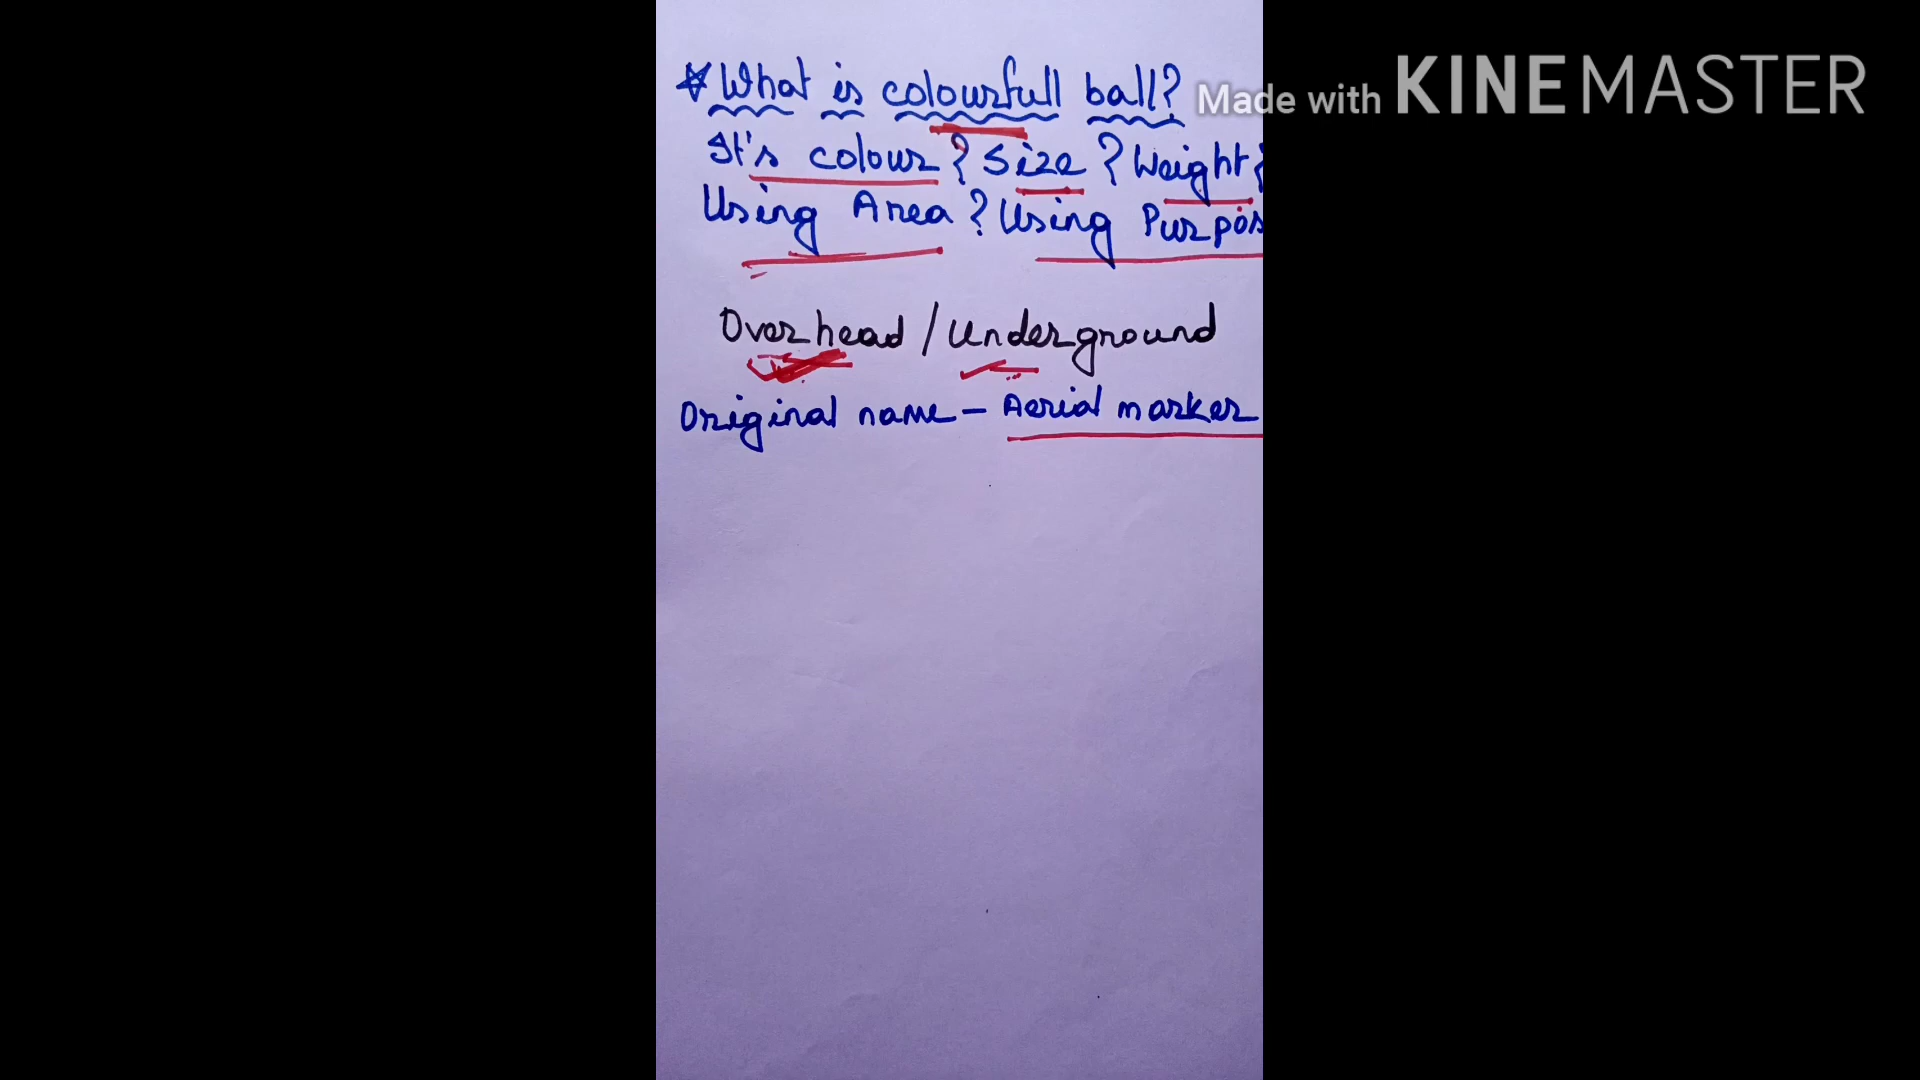 What is colourfull ball?
Made with KINEMASTER
It's colour? Size? Weight?
Using Area? Using Purpos
Overhead / Underground
Original name - Aerial marker